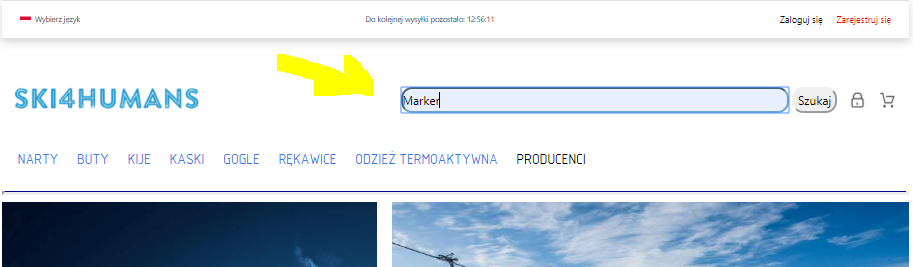 Wybierz język
Do kolejnej wysyłki pozostało: 12:56:11
Zaloguj się
Zarejestruj się
SKI4HUMANS
Marker
Szukaj
NARTY BUTY KIJE KASKI GOGLE RĘKAWICE ODZIEŻ TERMOAKTYWNA PRODUCENCI